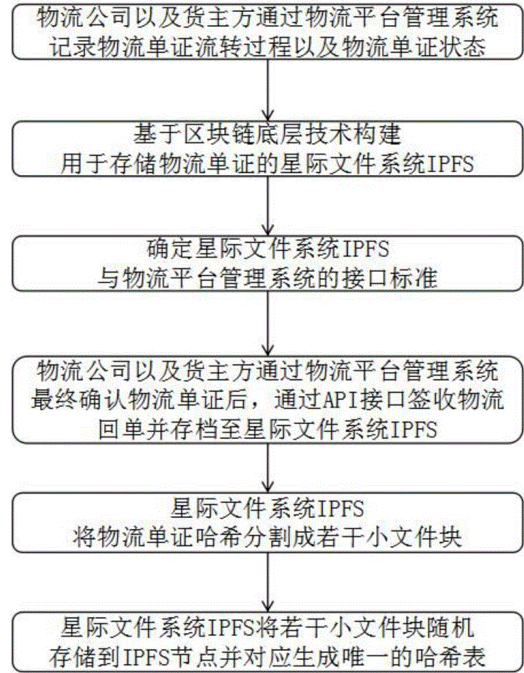 物流公司以及货主方通过物流平台管理系统
记录物流单证流转过程以及物流单证状态
基于区块链底层技术构建
用于存储物流单证的星际文件系统IPFS
确定星际文件系统IPFS
与物流平台管理系统的接口标准
物流公司以及货主方通过物流平台管理系统
最终确认物流单证后，通过API接口签收物流
回单并存档至星际文件系统IPFS
星际文件系统IPFS
将物流单证哈希分割成若干小文件块
星际文件系统IPFS将若干小文件块随机
存储到IPFS节点并对应生成唯一的哈希表